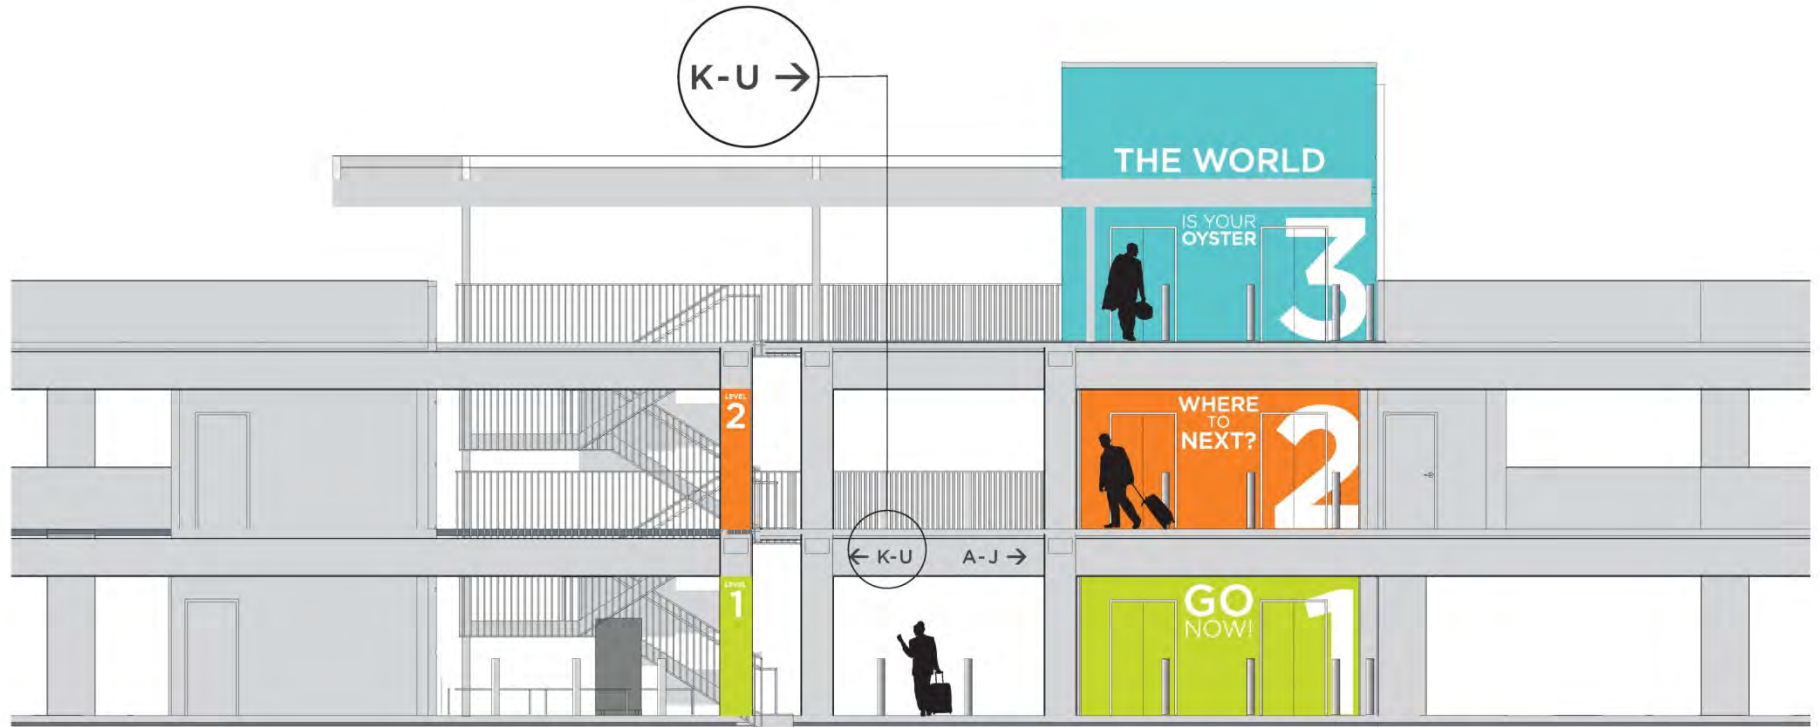 K-U →
THE WORLD
IS YOUR
OYSTER
3
LEVEL
2
WHERE
TO
NEXT?
2
← K-U
A-J →
LEVEL
1
GO
NOW!
1